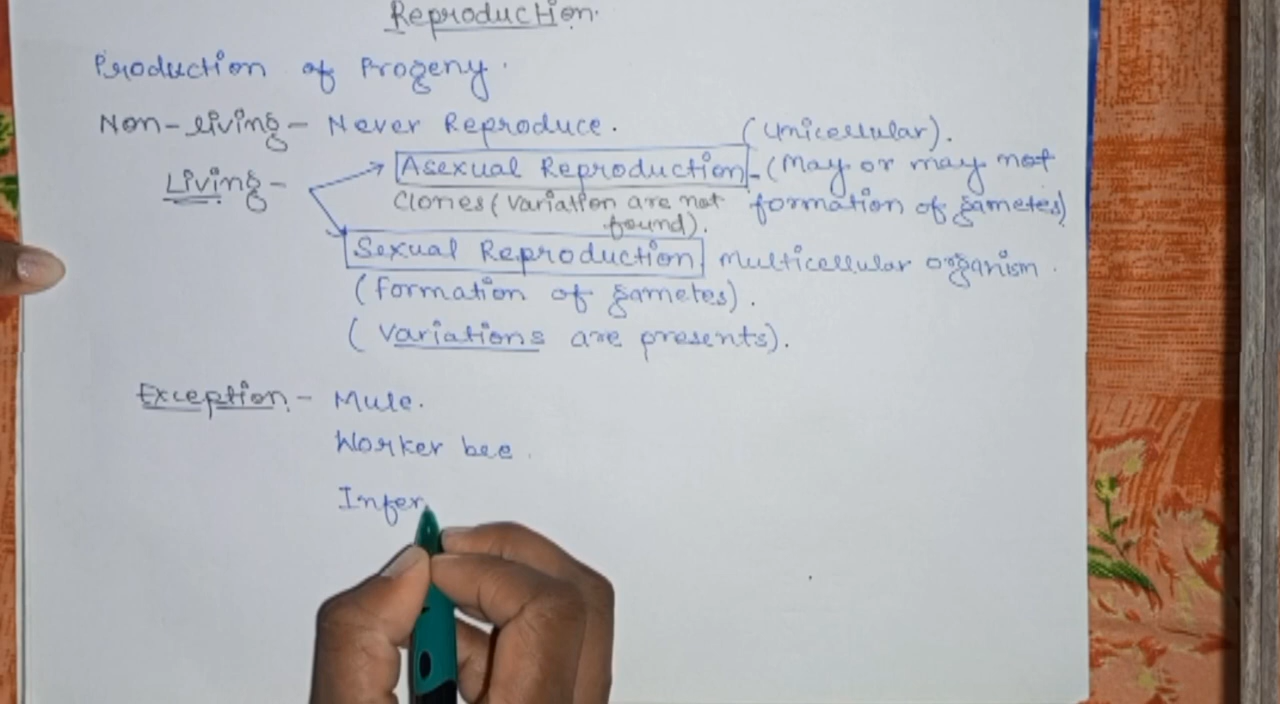 Reproduction.
Production of Progeny.
Non-living- Never Reproduce.
(Unicellular).
Living- Asexual Reproduction - (May or may not
Clones (Variation are not formation of gametes)
found).
Sexual Reproduction Multicellular organism.
(formation of gametes).
(variations are presents).
Exception- Mule.
Worker bee.
Infer